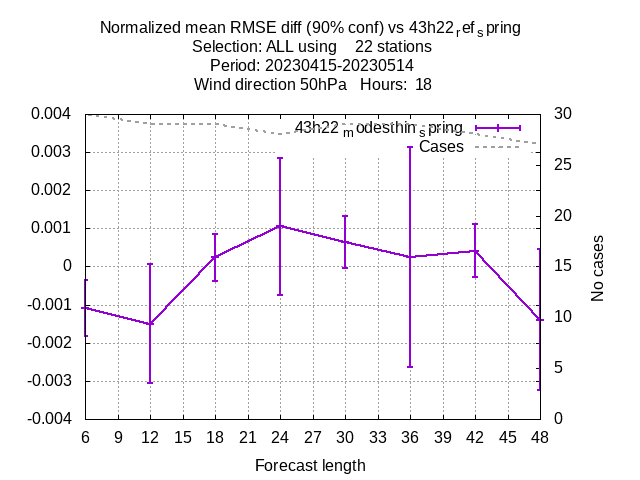 Normalized mean RMSE diff (90% conf) vs 43h22refspring
Selection: ALL using 22 stations
Period: 20230415-20230514
Wind direction 50hPa Hours: 18
0.004
0.003
0.002
0.001
0
-0.001
-0.002
-0.003
-0.004
43h22modesthinspring
Cases
30
25
20
15
10
5
0
No cases
6 9 12 15 18 21 24 27 30 33 36 39 42 45 48
Forecast length